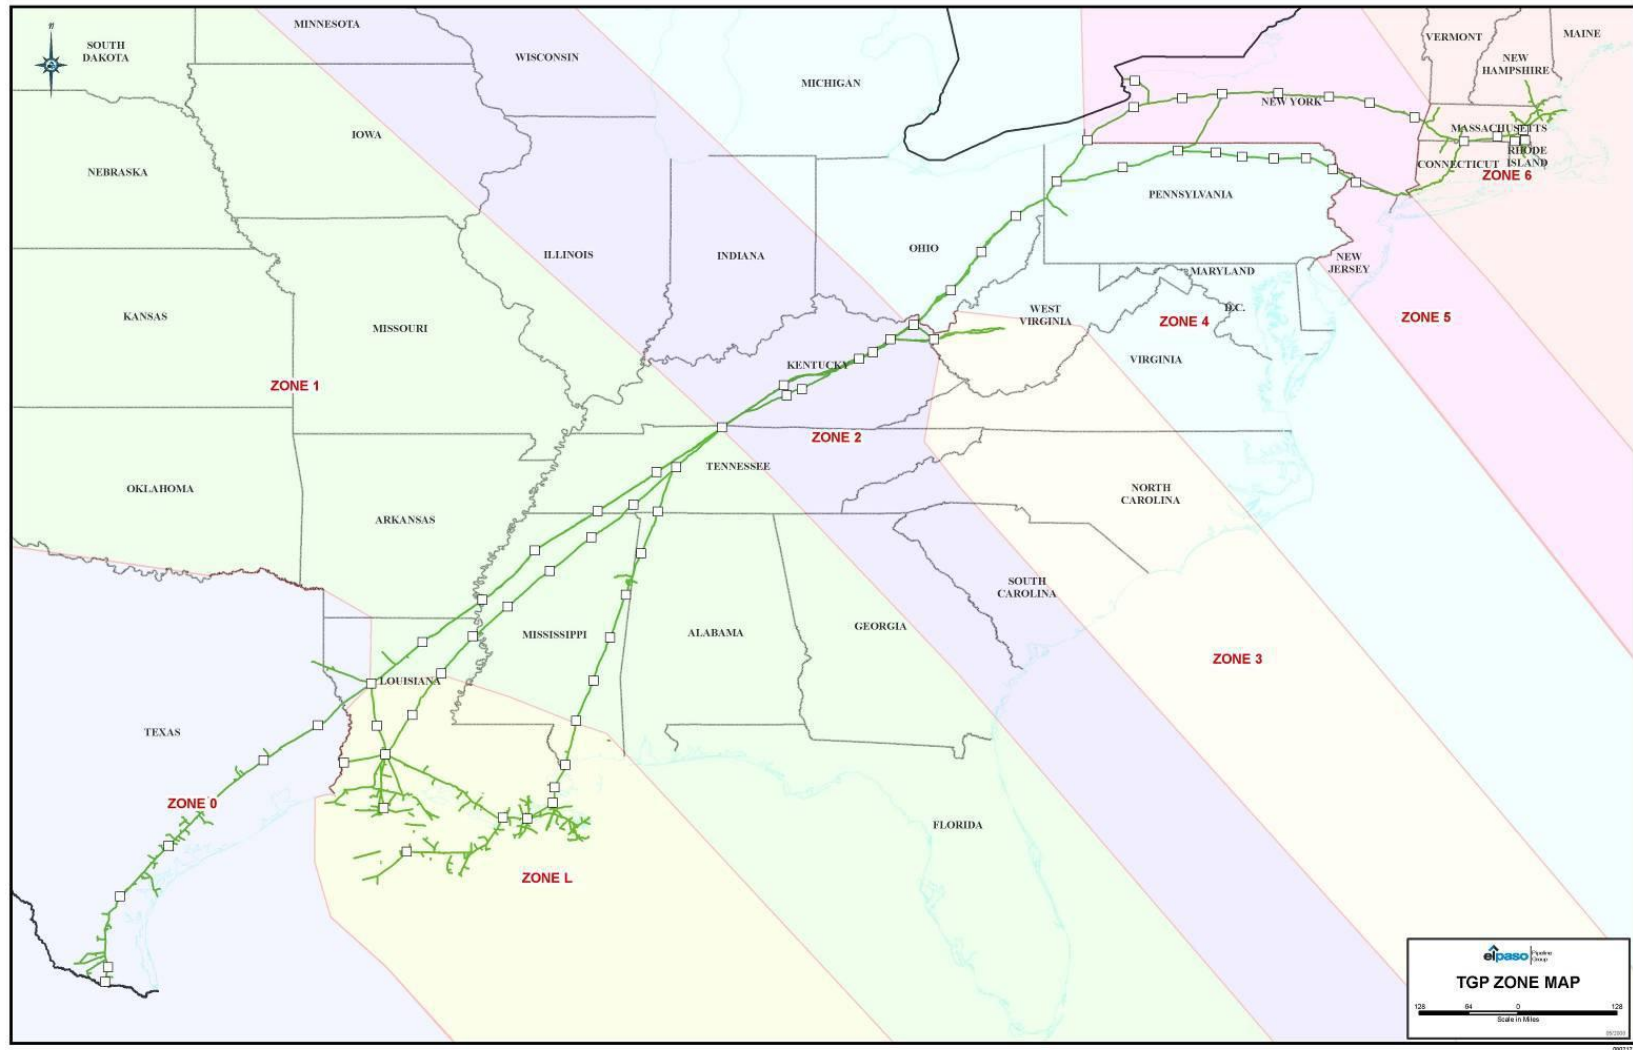 MINNESOTA
SOUTH
DAKOTA
WISCONSIN
VERMONT
MAINE
NEW
HAMPSHIRE
MICHIGAN
NEW YORK
IOWA
MASSACHUSETTS
RHODE
ISLAND
CONNECTICUT
ZONE 6
NEBRASKA
PENNSYLVANIA
OHIO
ILLINOIS
INDIANA
NEW
JERSEY
MARYLAND
D.C.
WEST
VIRGINIA
KANSAS
MISSOURI
ZONE 4
ZONE 5
VIRGINIA
KENTUCKY
ZONE 1
ZONE 2
TENNESSEE
OKLAHOMA
NORTH
CAROLINA
ARKANSAS
SOUTH
CAROLINA
MISSISSIPPI
ALABAMA
GEORGIA
ZONE 3
LOUISIANA
TEXAS
ZONE 0
FLORIDA
ZONE L
elpaso Pipeline
Group
TGP ZONE MAP
128 64 0 128
Scale in Miles